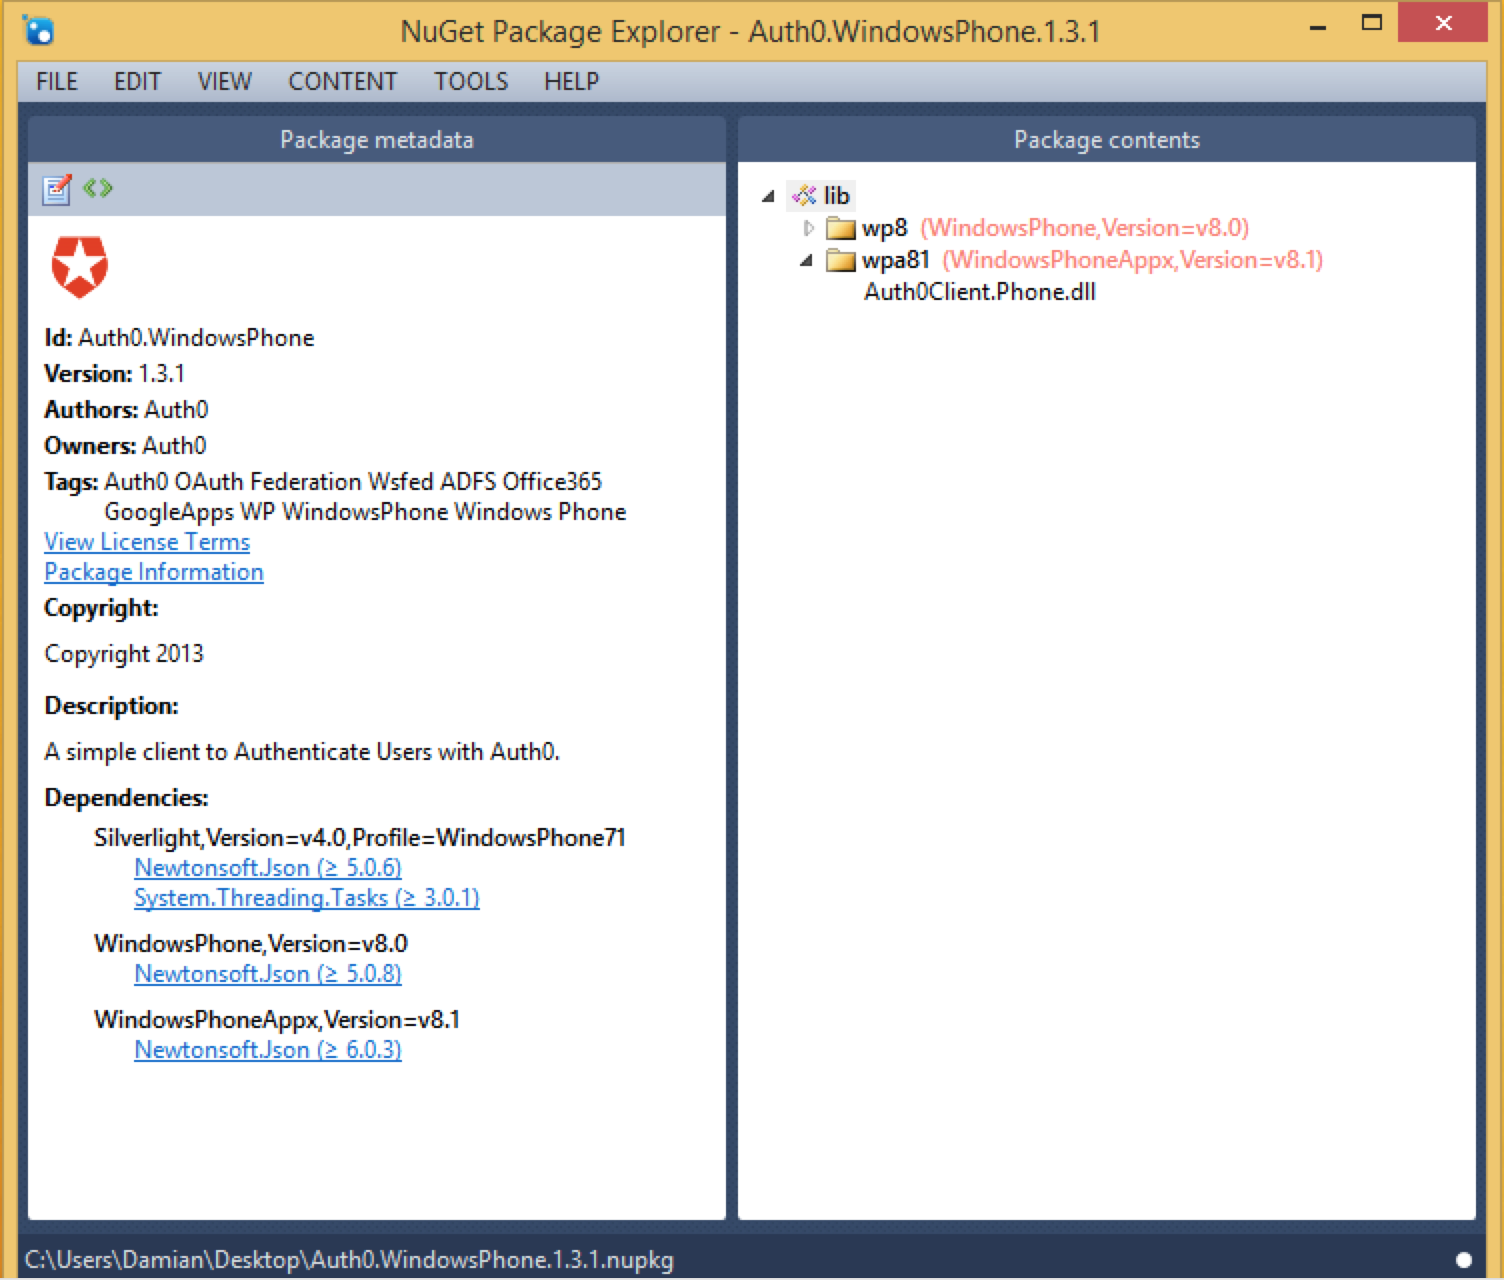 NuGet Package Explorer - Auth0.WindowsPhone.1.3.1
FILE EDIT VIEW CONTENT TOOLS HELP
Package metadata
Id: Auth0.WindowsPhone
Version: 1.3.1
Authors: Auth0
Owners: Auth0
Tags: Auth0 OAuth Federation Wsfed ADFS Office365
GoogleApps WP WindowsPhone Windows Phone
View License Terms
Package Information
Copyright:
Copyright 2013
Description:
A simple client to Authenticate Users with Auth0.
Dependencies:
Silverlight,Version=v4.0,Profile=WindowsPhone71
Newtonsoft.Json (≥ 5.0.6)
System.Threading.Tasks (≥ 3.0.1)
WindowsPhone,Version=v8.0
Newtonsoft.Json (≥ 5.0.8)
WindowsPhoneAppx,Version=v8.1
Newtonsoft.Json (≥ 6.0.3)
Package contents
lib
wp8 (WindowsPhone,Version=v8.0)
wpa81 (WindowsPhoneAppx,Version=v8.1)
Auth0Client.Phone.dll
C:\Users\Damian\Desktop\Auth0.WindowsPhone.1.3.1.nupkg